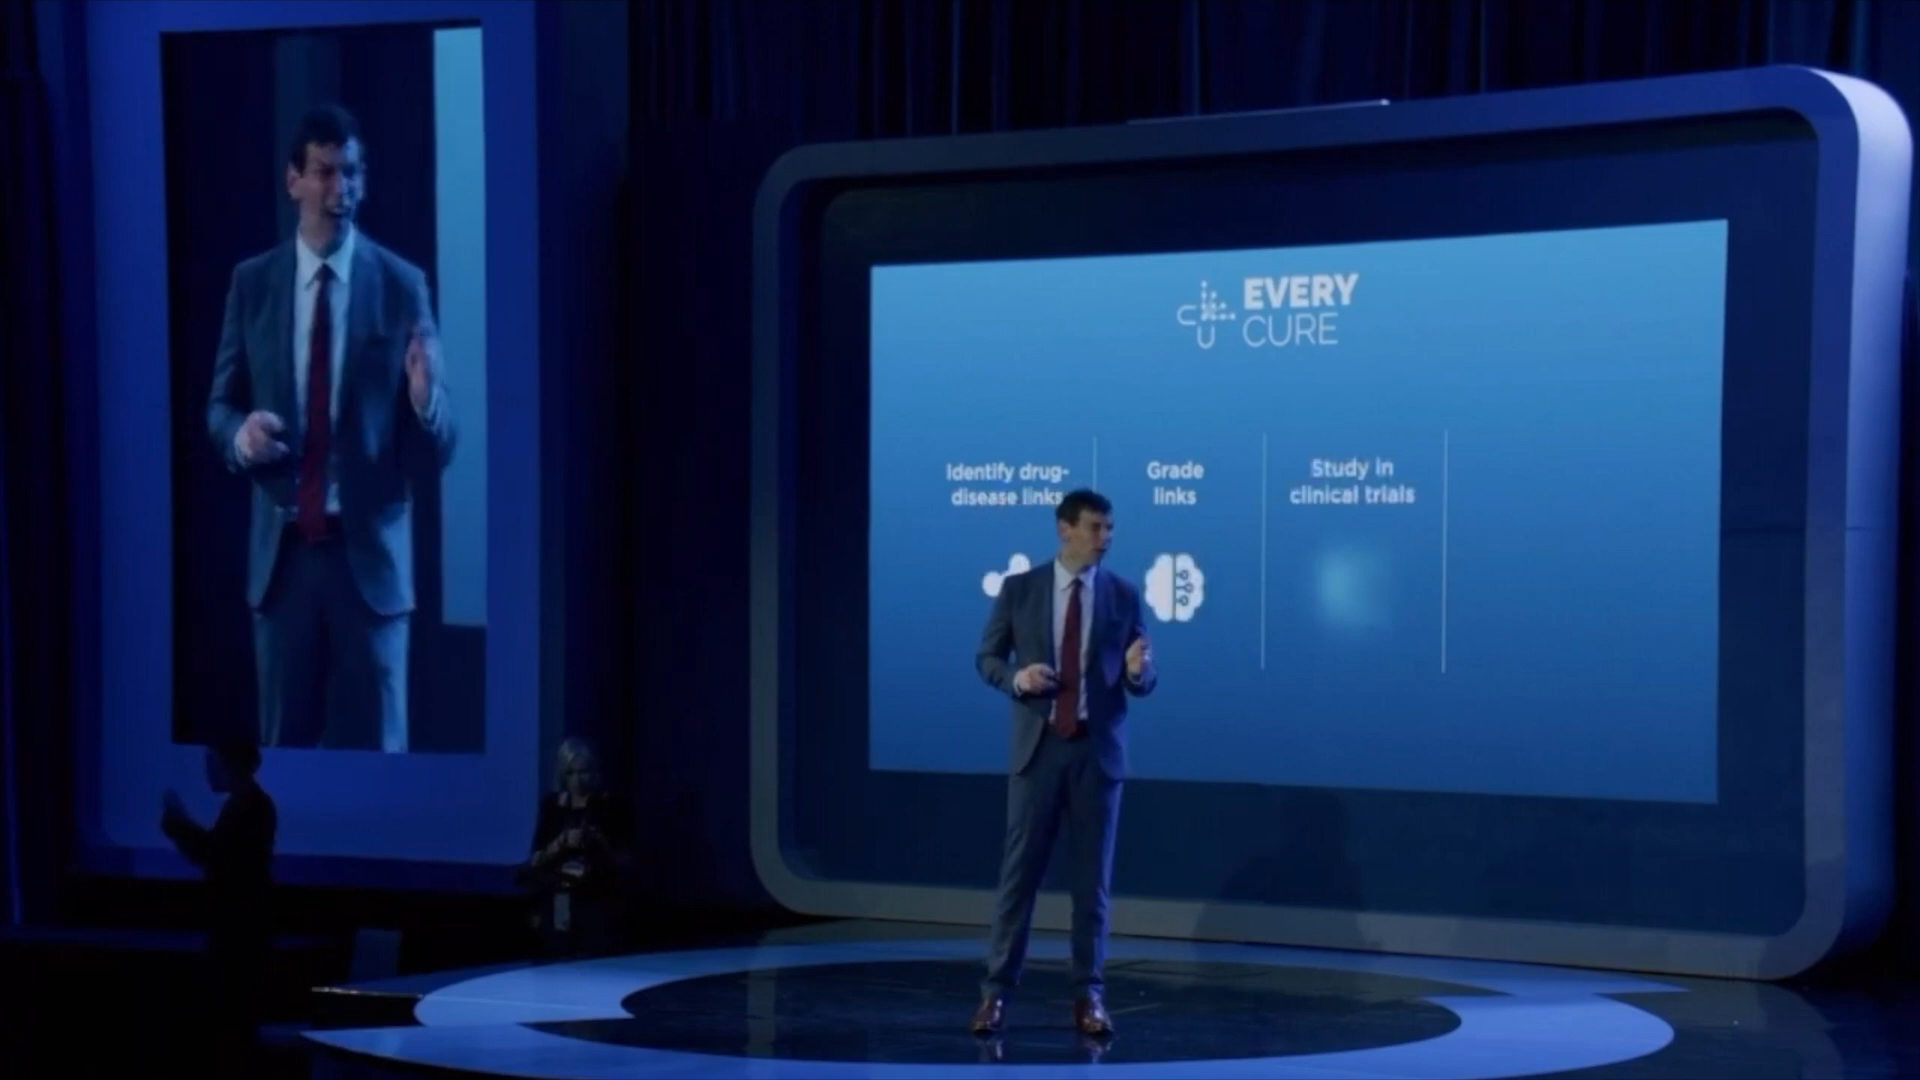 EVERY
CURE
Identify drug-
disease links
Grade
links
Study in
clinical trials